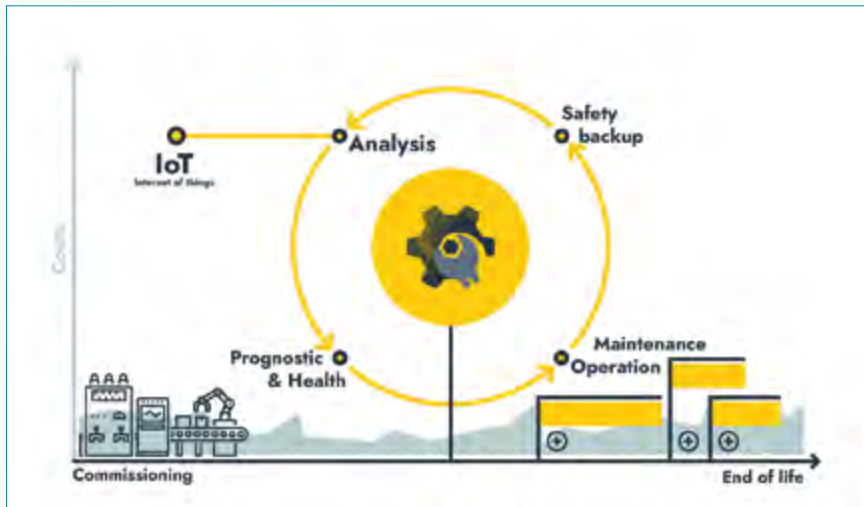 Safety
backup
Analysis
IoT
Internet of things
Costs
Prognostic
& Health
Maintenance
Operation
Commissioning
End of life